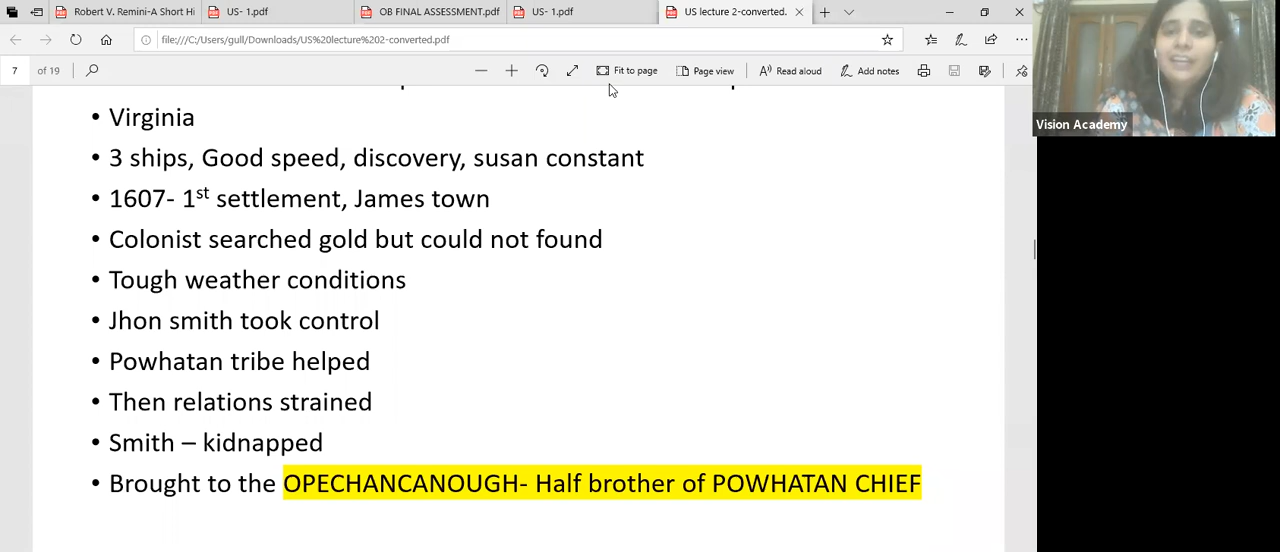 Robert V. Remini-A Short Hi
US- 1.pdf
OB FINAL ASSESSMENT.pdf
US- 1.pdf
US lecture 2-converted.
file:///C:/Users/gull/Downloads/US%20lecture%202-converted.pdf
7 of 19
Fit to page
Page view
Read aloud
Add notes
Vision Academy
• Virginia
• 3 ships, Good speed, discovery, susan constant
• 1607- 1st settlement, James town
• Colonist searched gold but could not found
• Tough weather conditions
• Jhon smith took control
• Powhatan tribe helped
• Then relations strained
• Smith – kidnapped
• Brought to the OPECHANCANOUGH- Half brother of POWHATAN CHIEF